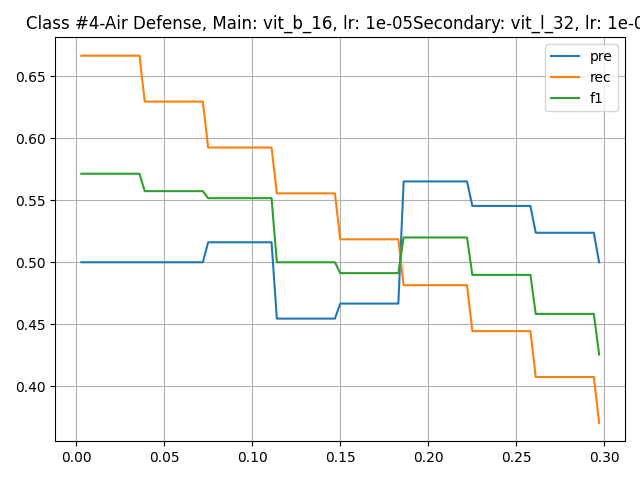 Class #4-Air Defense, Main: vit_b_16, lr: 1e-05Secondary: vit_l_32, lr: 1e-0
pre
rec
f1
0.65
0.60
0.55
0.50
0.45
0.40
0.00 0.05 0.10 0.15 0.20 0.25 0.30